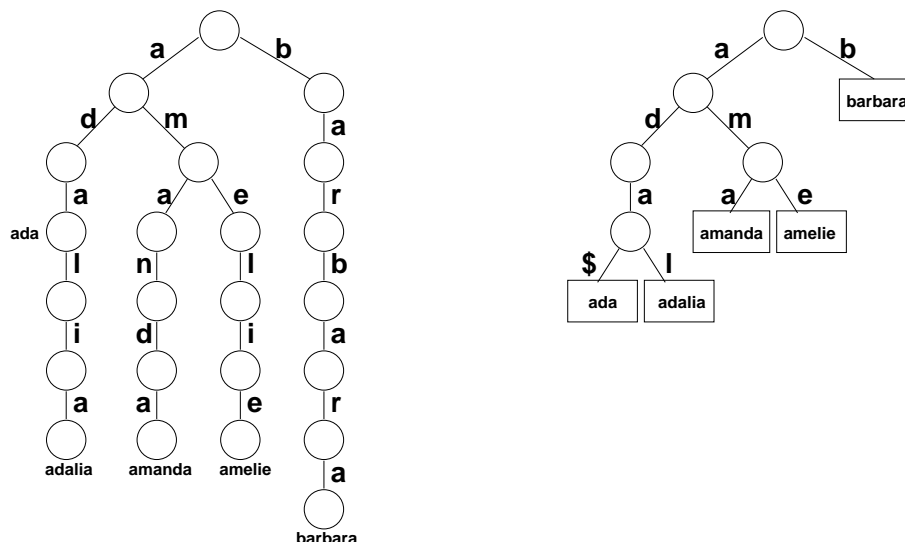 a b a b
barbara
d m a d m
a a e r a a e
ada amanda amelie
n l b $ l
l ada adalia
i d i a
a a e r
adalia amanda amelie a
barbara